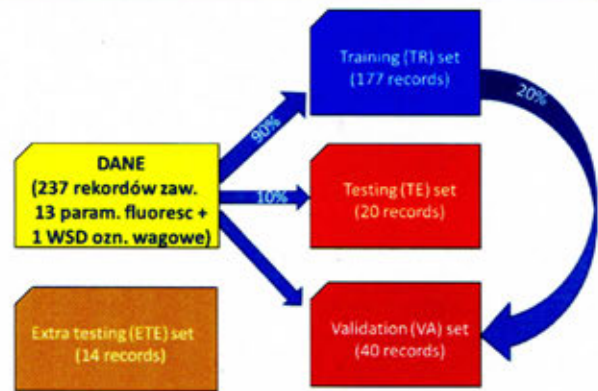 Training (TR) set
(177 records)
20%
90%
DANE
(237 rekordów zaw.
13 param. fluoresc +
1 WSD ozn. wagowe)
10%
Testing (TE) set
(20 records)
Extra testing (ETE) set
(14 records)
Validation (VA) set
(40 records)